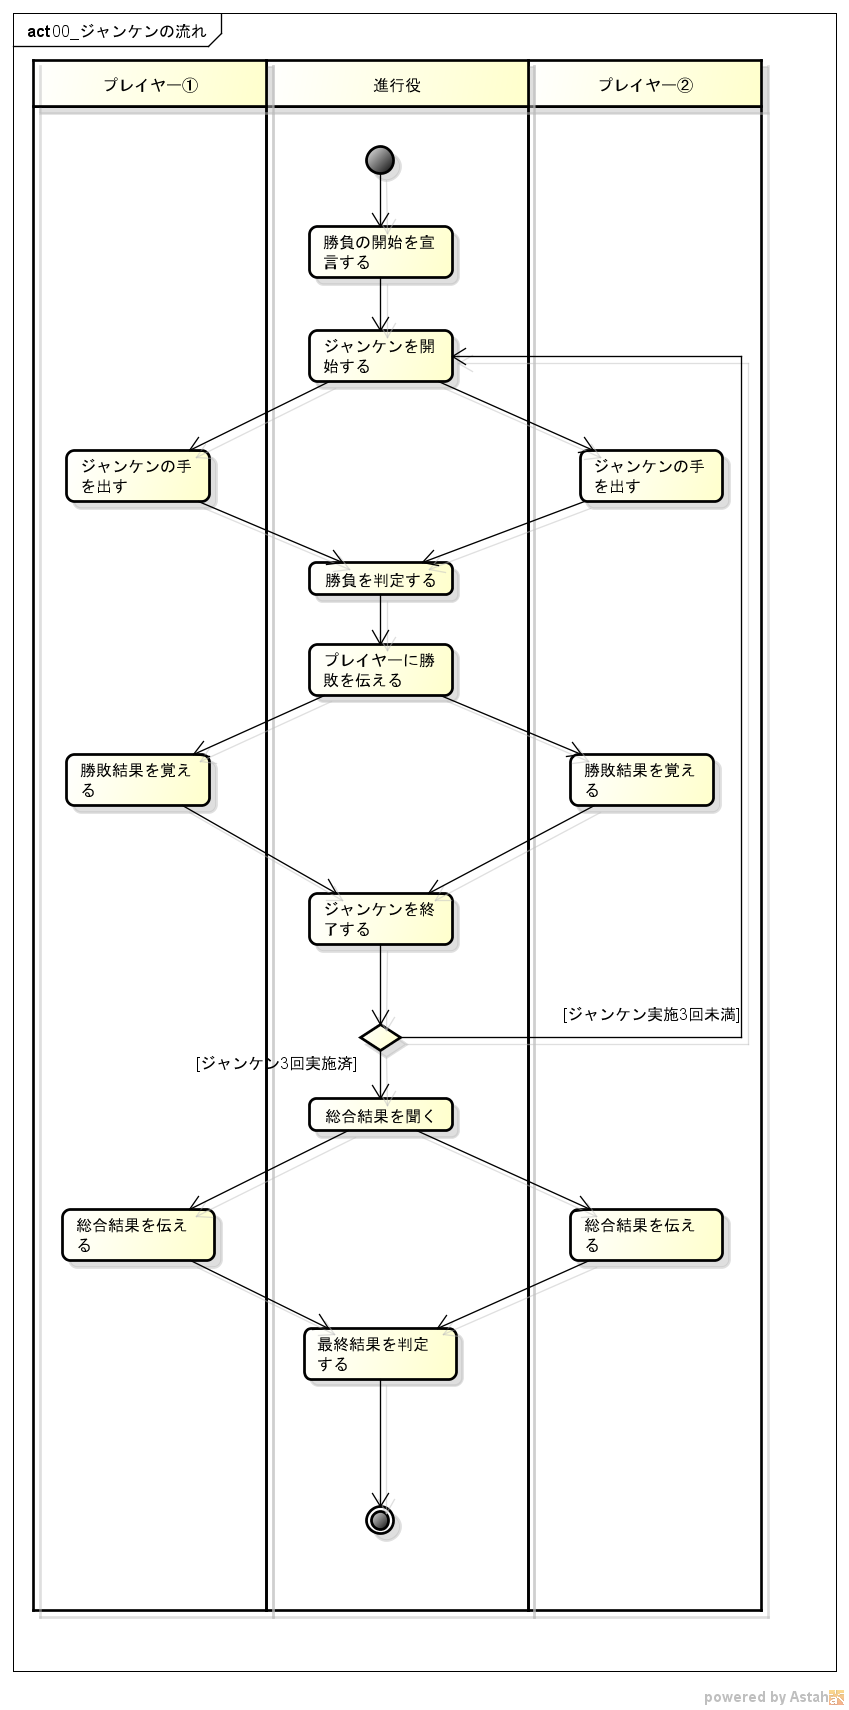 act 00_ジャンケンの流れ
プレイヤー① 進行役 プレイヤー②
勝負の開始を宣
言する
ジャンケンを開
始する
ジャンケンの手
を出す
ジャンケンの手
を出す
勝負を判定する
プレイヤーに勝
敗を伝える
勝敗結果を覚え
る
勝敗結果を覚え
る
ジャンケンを終
了する
[ジャンケン実施3回未満]
[ジャンケン3回実施済]
総合結果を聞く
総合結果を伝え
る
総合結果を伝え
る
最終結果を判定
する
powered by Astah